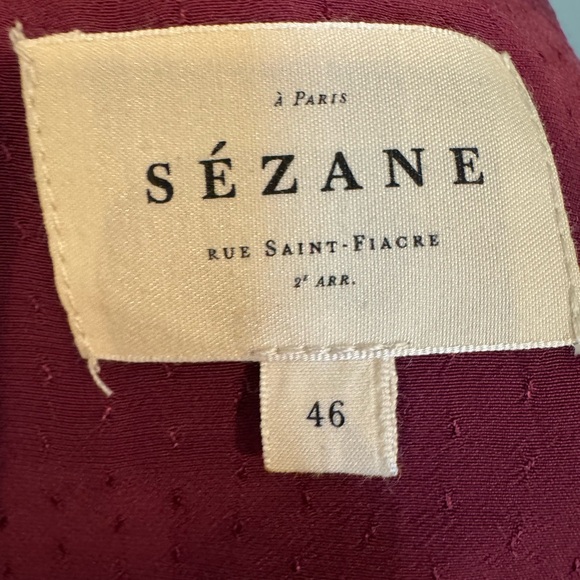 À PARIS
SÉZANE
RUE SAINT-FIACRE
2E ARR.
46